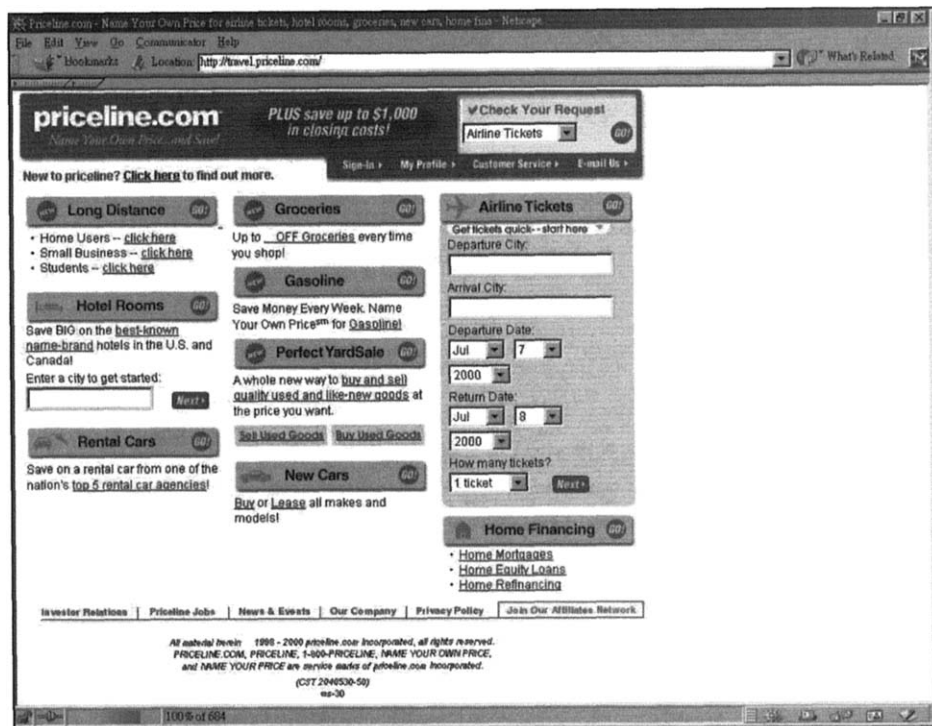 Priceline.com - Name Your Own Price for airline tickets, hotel rooms, groceries, new cars, home fina - Netscape
File Edit View Go Communicator Help
Bookmarks Location: http://travel.priceline.com/ What's Related
priceline.com
Name Your Own Price...and Save!
PLUS save up to $1,000
in closing costs!
Check Your Request
Airline Tickets GO!
Sign-In My Profile Customer Service E-mail Us
New to priceline? Click here to find out more.
NEW Long Distance GO!
• Home Users -- click here
• Small Business -- click here
• Students -- click here
Hotel Rooms GO!
Save BIG on the best-known
name-brand hotels in the U.S. and
Canada!
Enter a city to get started:
Next
Rental Cars GO!
Save on a rental car from one of the
nation's top 5 rental car agencies!
NEW Groceries GO!
Up to OFF Groceries every time
you shop!
NEW Gasoline GO!
Save Money Every Week. Name
Your Own Price℠ for Gasoline!
NEW Perfect YardSale GO!
A whole new way to buy and sell
quality used and like-new goods at
the price you want.
Sell Used Goods Buy Used Goods
New Cars GO!
Buy or Lease all makes and
models!
Airline Tickets GO!
Get tickets quick--start here
Departure City:
Arrival City:
Departure Date:
Jul 7
2000
Return Date:
Jul 8
2000
How many tickets?
1 ticket Next
Home Financing GO!
• Home Mortgages
• Home Equity Loans
• Home Refinancing
Investor Relations | Priceline Jobs | News & Events | Our Company | Privacy Policy | Join Our Affiliates Network
All material herein 1998 - 2000 priceline.com Incorporated, all rights reserved.
PRICELINE.COM, PRICELINE, 1-800-PRICELINE, NAME YOUR OWN PRICE,
and NAME YOUR PRICE are service marks of priceline.com Incorporated.
(CST 2040530-50)
ws-30
100% of 684